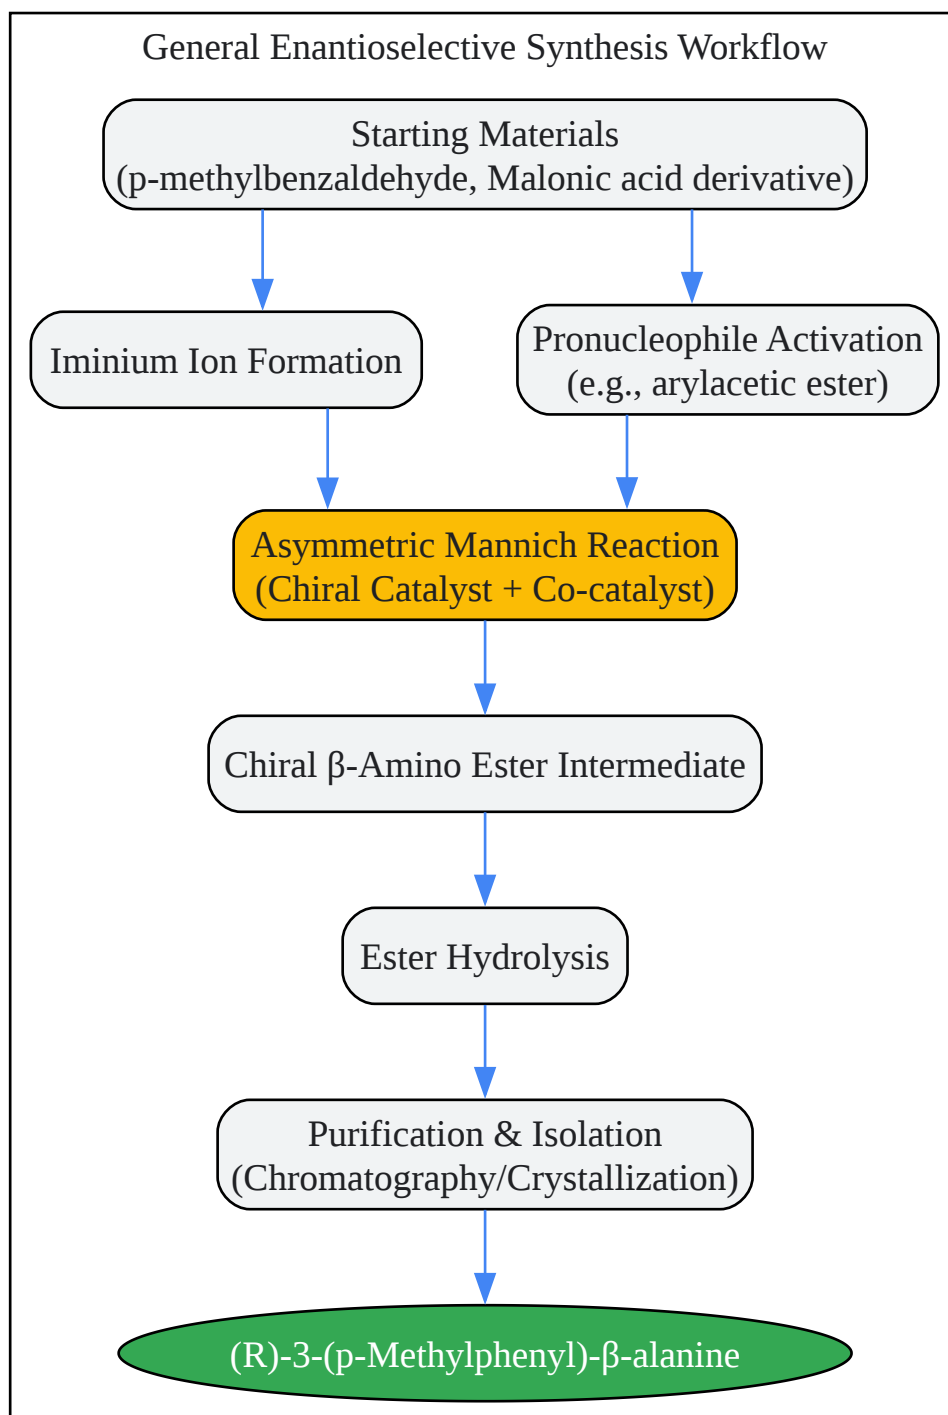 General Enantioselective Synthesis Workflow
Starting Materials
(p-methylbenzaldehyde, Malonic acid derivative)
Iminium Ion Formation
Pronucleophile Activation
(e.g., arylacetic ester)
Asymmetric Mannich Reaction
(Chiral Catalyst + Co-catalyst)
Chiral β-Amino Ester Intermediate
Ester Hydrolysis
Purification & Isolation
(Chromatography/Crystallization)
(R)-3-(p-Methylphenyl)-β-alanine